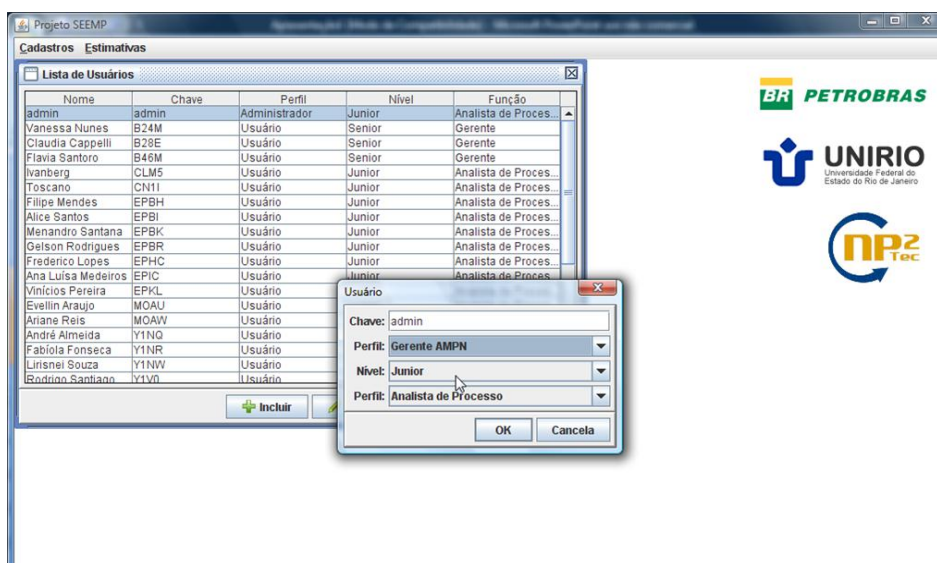 Projeto SEEMP
Cadastros Estimativas
Lista de Usuários
Nome Chave Perfil Nível Função
admin admin Administrador Junior Analista de Proces...
Vanessa Nunes B24M Usuário Senior Gerente
Claudia Cappelli B28E Usuário Senior Gerente
Flavia Santoro B46M Usuário Senior Gerente
Ivanberg CLM5 Usuário Junior Analista de Proces...
Toscano CN1I Usuário Junior Analista de Proces...
Filipe Mendes EPBH Usuário Junior Analista de Proces...
Alice Santos EPBI Usuário Junior Analista de Proces...
Menandro Santana EPBK Usuário Junior Analista de Proces...
Gelson Rodrigues EPBR Usuário Junior Analista de Proces...
Frederico Lopes EPHC Usuário Junior Analista de Proces...
Ana Luísa Medeiros EPIC Usuário Junior Analista de Proces...
Vinícios Pereira EPKL Usuário
Evellin Araujo MOAU Usuário
Ariane Reis MOAW Usuário
André Almeida Y1NQ Usuário
Fabíola Fonseca Y1NR Usuário
Lirisnei Souza Y1NW Usuário
Rodrigo Santiago Y1V0 Usuário
Incluir
Usuário
Chave: admin
Perfil: Gerente AMPN
Nível: Junior
Perfil: Analista de Processo
OK Cancela
BR PETROBRAS
UNIRIO
Universidade Federal do
Estado do Rio de Janeiro
NP2
Tec